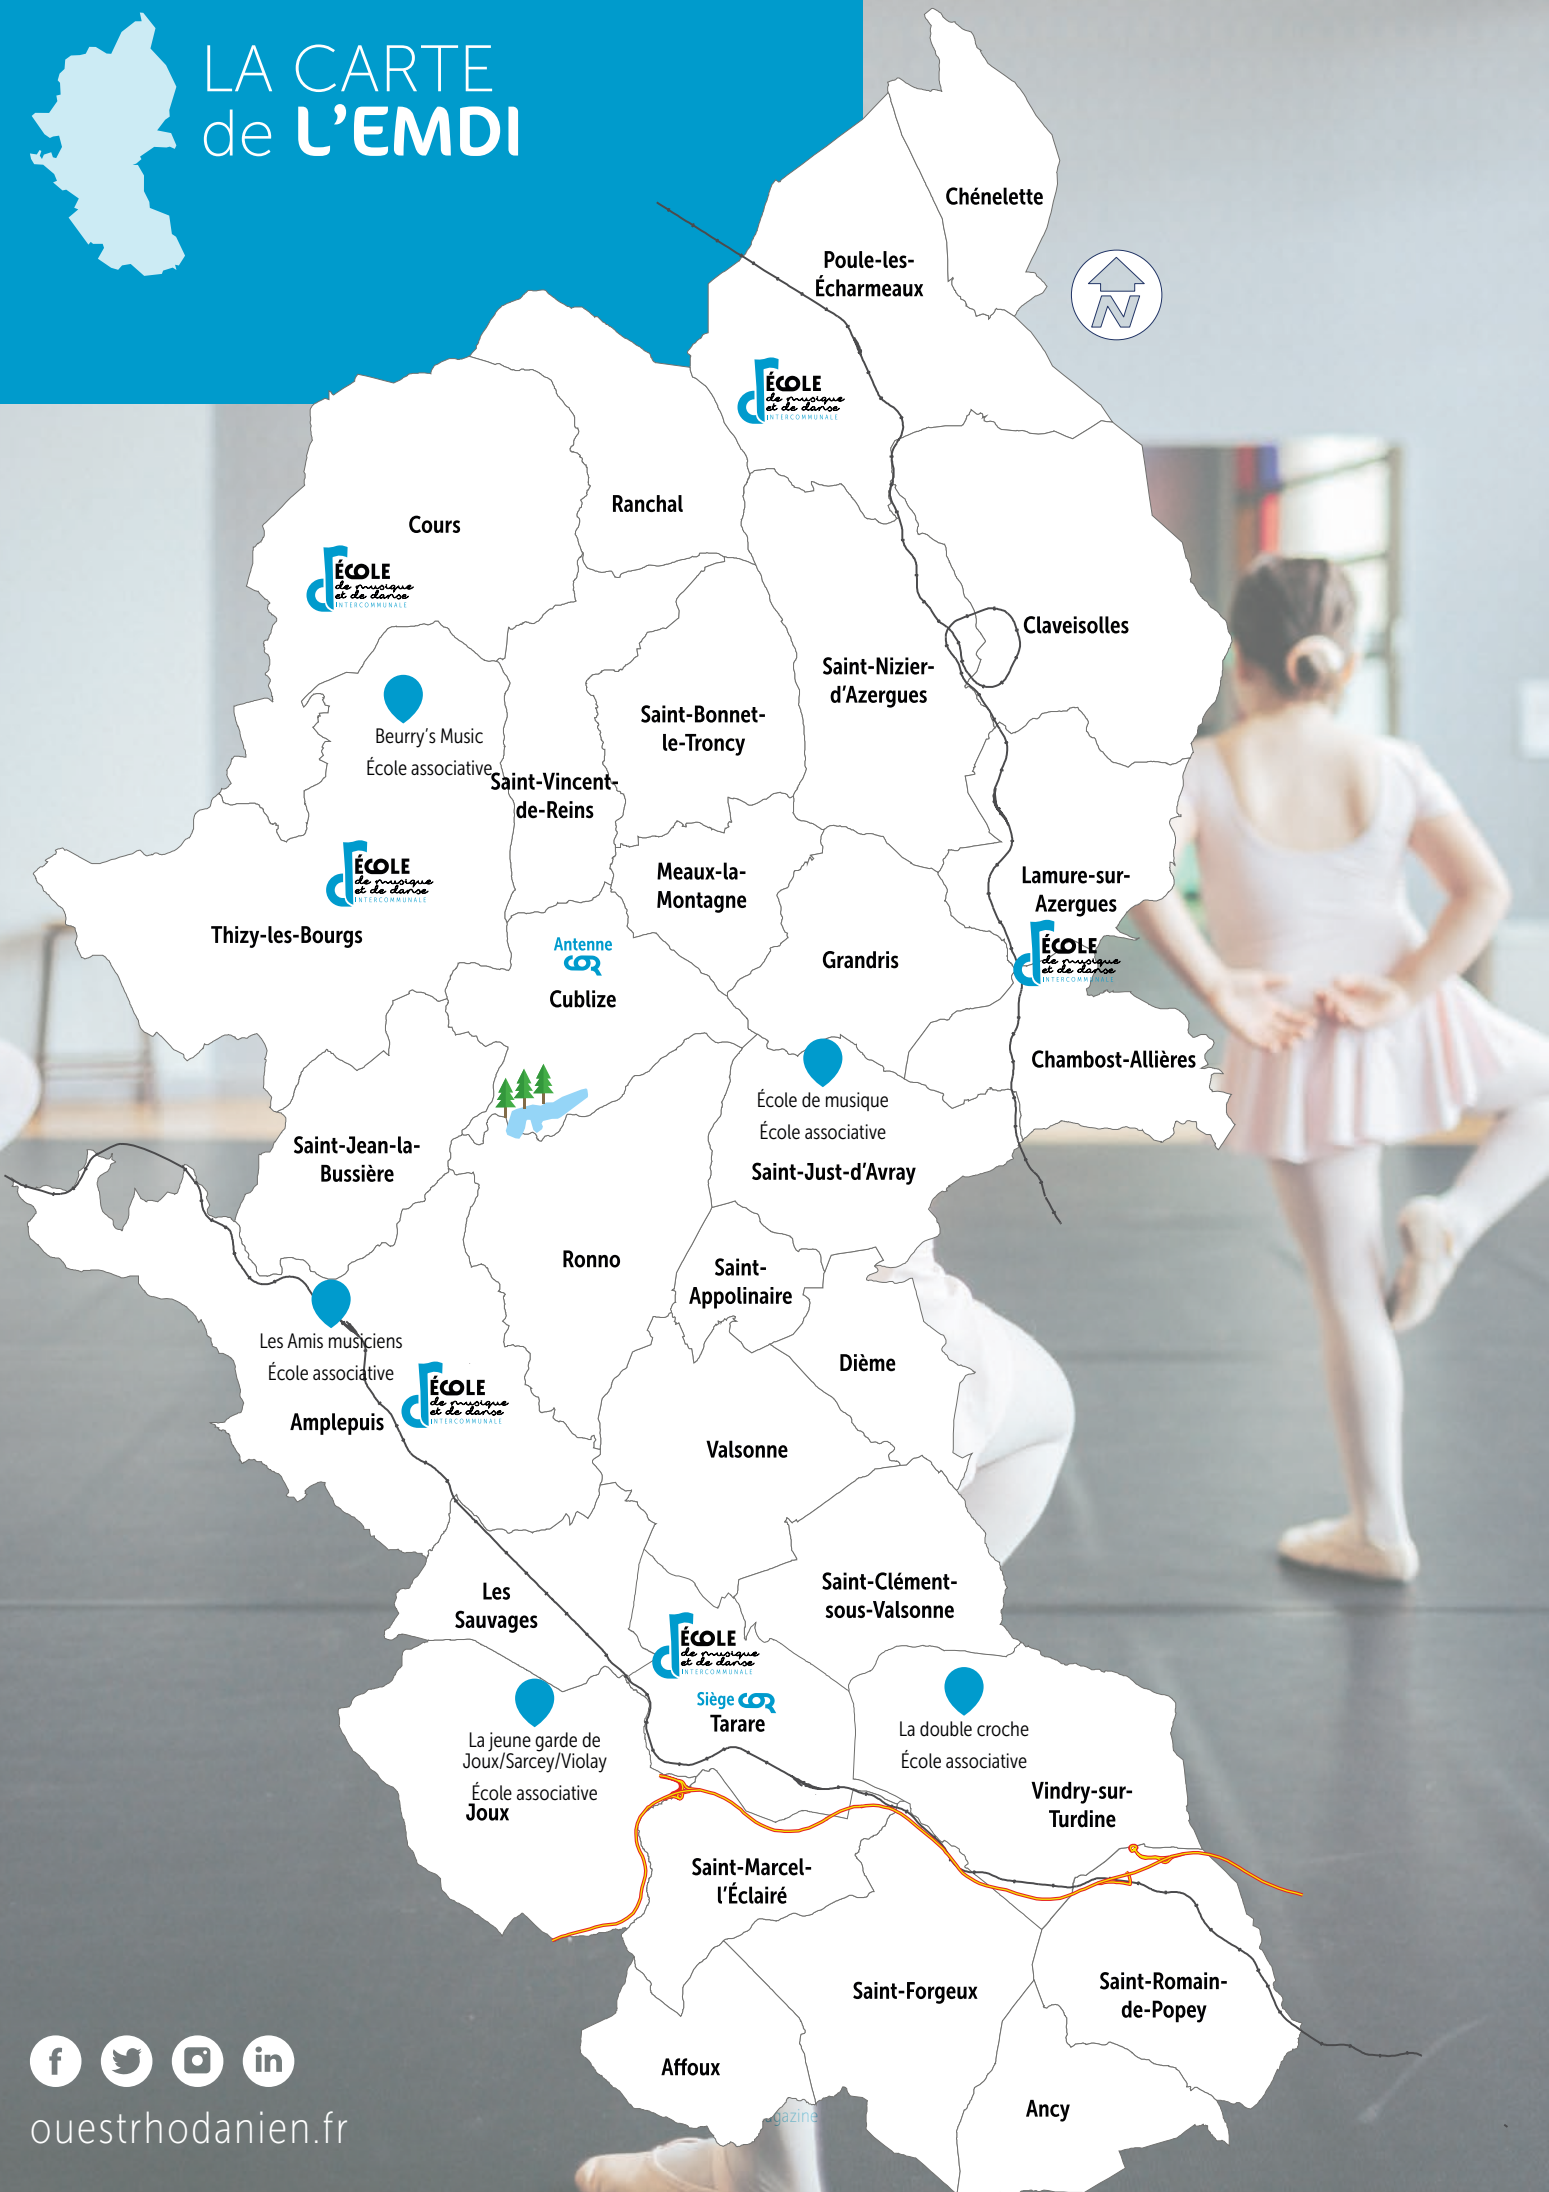 LA CARTE
de L'EMDI
Chénelette
Poule-les-
Écharmeaux
N
ÉCOLE
de musique
et de danse
INTERCOMMUNALE
Ranchal
Cours
ÉCOLE
de musique
et de danse
INTERCOMMUNALE
Claveisolles
Saint-Nizier-
d'Azergues
Saint-Bonnet-
le-Troncy
Beurry's Music
École associative
Saint-Vincent-
de-Reins
ÉCOLE
de musique
et de danse
INTERCOMMUNALE
Thizy-les-Bourgs
Meaux-la-
Montagne
Lamure-sur-
Azergues
ÉCOLE
de musique
et de danse
INTERCOMMUNALE
Antenne
COR
Cublize
Grandris
Chambost-Allières
École de musique
École associative
Saint-Just-d'Avray
Saint-Jean-la-
Bussière
Ronno
Saint-
Appolinaire
Les Amis musiciens
École associative
Amplepuis
ÉCOLE
de musique
et de danse
INTERCOMMUNALE
Dième
Valsonne
Les
Sauvages
Saint-Clément-
sous-Valsonne
ÉCOLE
de musique
et de danse
INTERCOMMUNALE
Siège COR
Tarare
La jeune garde de
Joux/Sarcey/Violay
École associative
Joux
La double croche
École associative
Vindry-sur-
Turdine
Saint-Marcel-
l'Éclairé
Saint-Forgeux
Saint-Romain-
de-Popey
Affoux
Ancy
gazine
f in
ouestrhodanien.fr